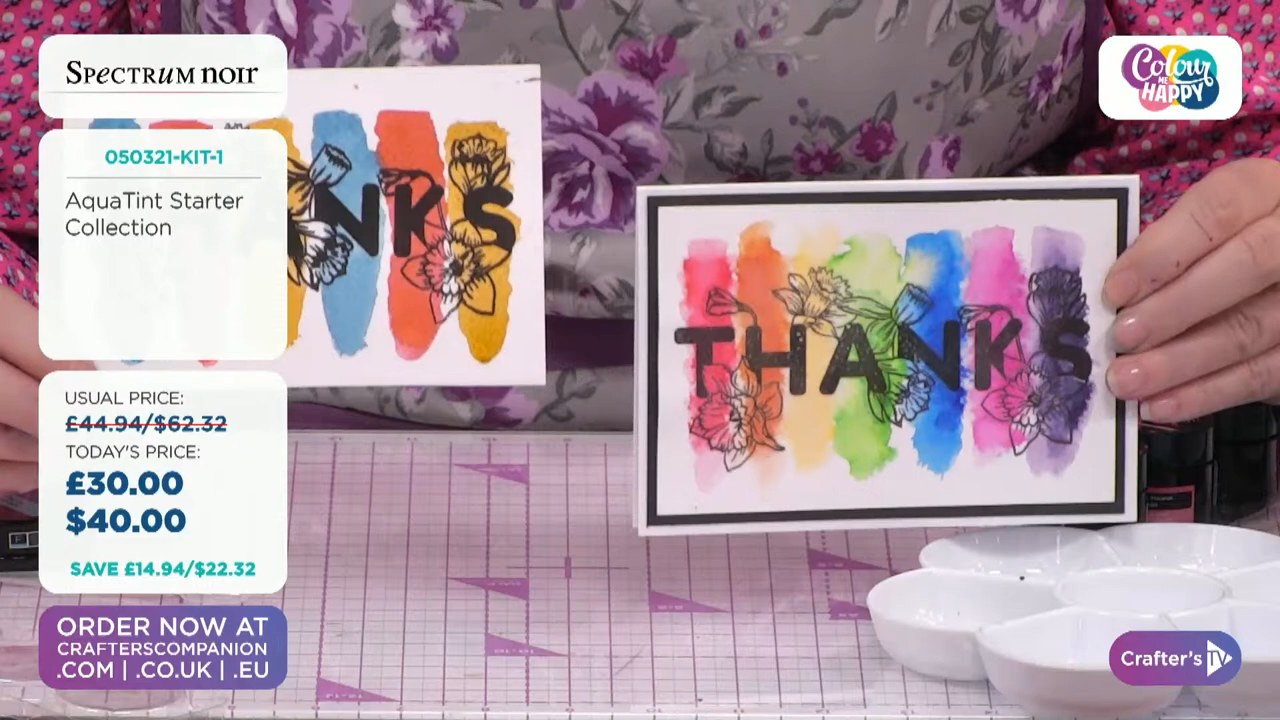 SPECTRUM NOIR
050321-KIT-1
AquaTint Starter
Collection
USUAL PRICE:
£44.94/$62.32
TODAY'S PRICE:
£30.00
$40.00
SAVE £14.94/$22.32
ORDER NOW AT
CRAFTERSCOMPANION
.COM | .CO.UK | .EU
NKS
THANKS
Colour
ME
HAPPY
Crafter's TV